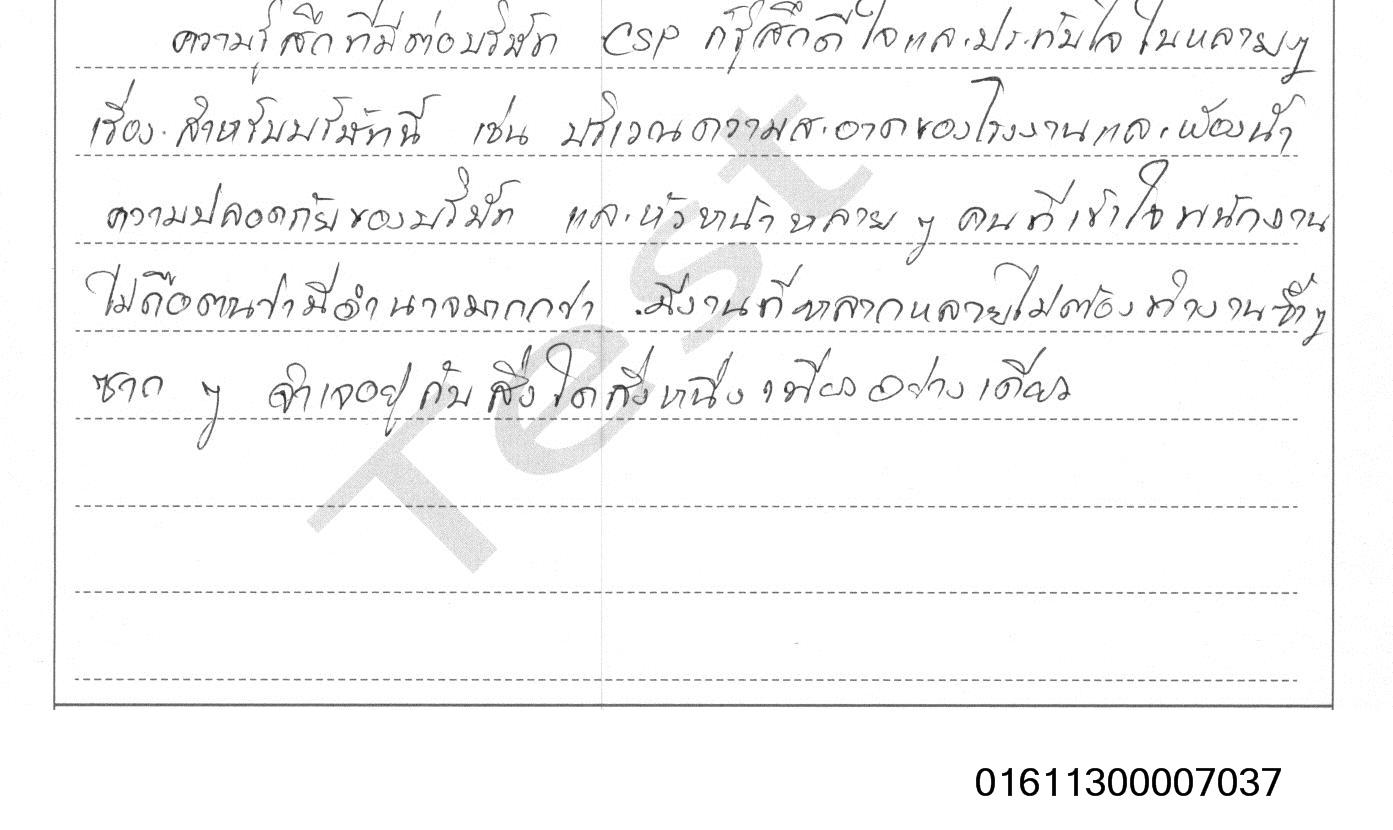 ความรู้สึกที่มีต่อบริษัท CSP ก็รู้สึกดีใจและประทับใจในหลายๆ
เรื่อง สำหรับบริษัทนี้ เช่น บริเวณความสะอาดของโรงงานและห้องน้ำ
ความปลอดภัยของบริษัท และหัวหน้าหลาย ๆ คนที่เข้าใจพนักงาน
ไม่ถือตนว่ามีอำนาจมากกว่า มีงานที่หลากหลายไม่ต้องทำงานซ้ำๆ
ซาก ๆ จำเจอยู่กับสิ่งใดสิ่งหนึ่งเพียงอย่างเดียว
Test
01611300007037